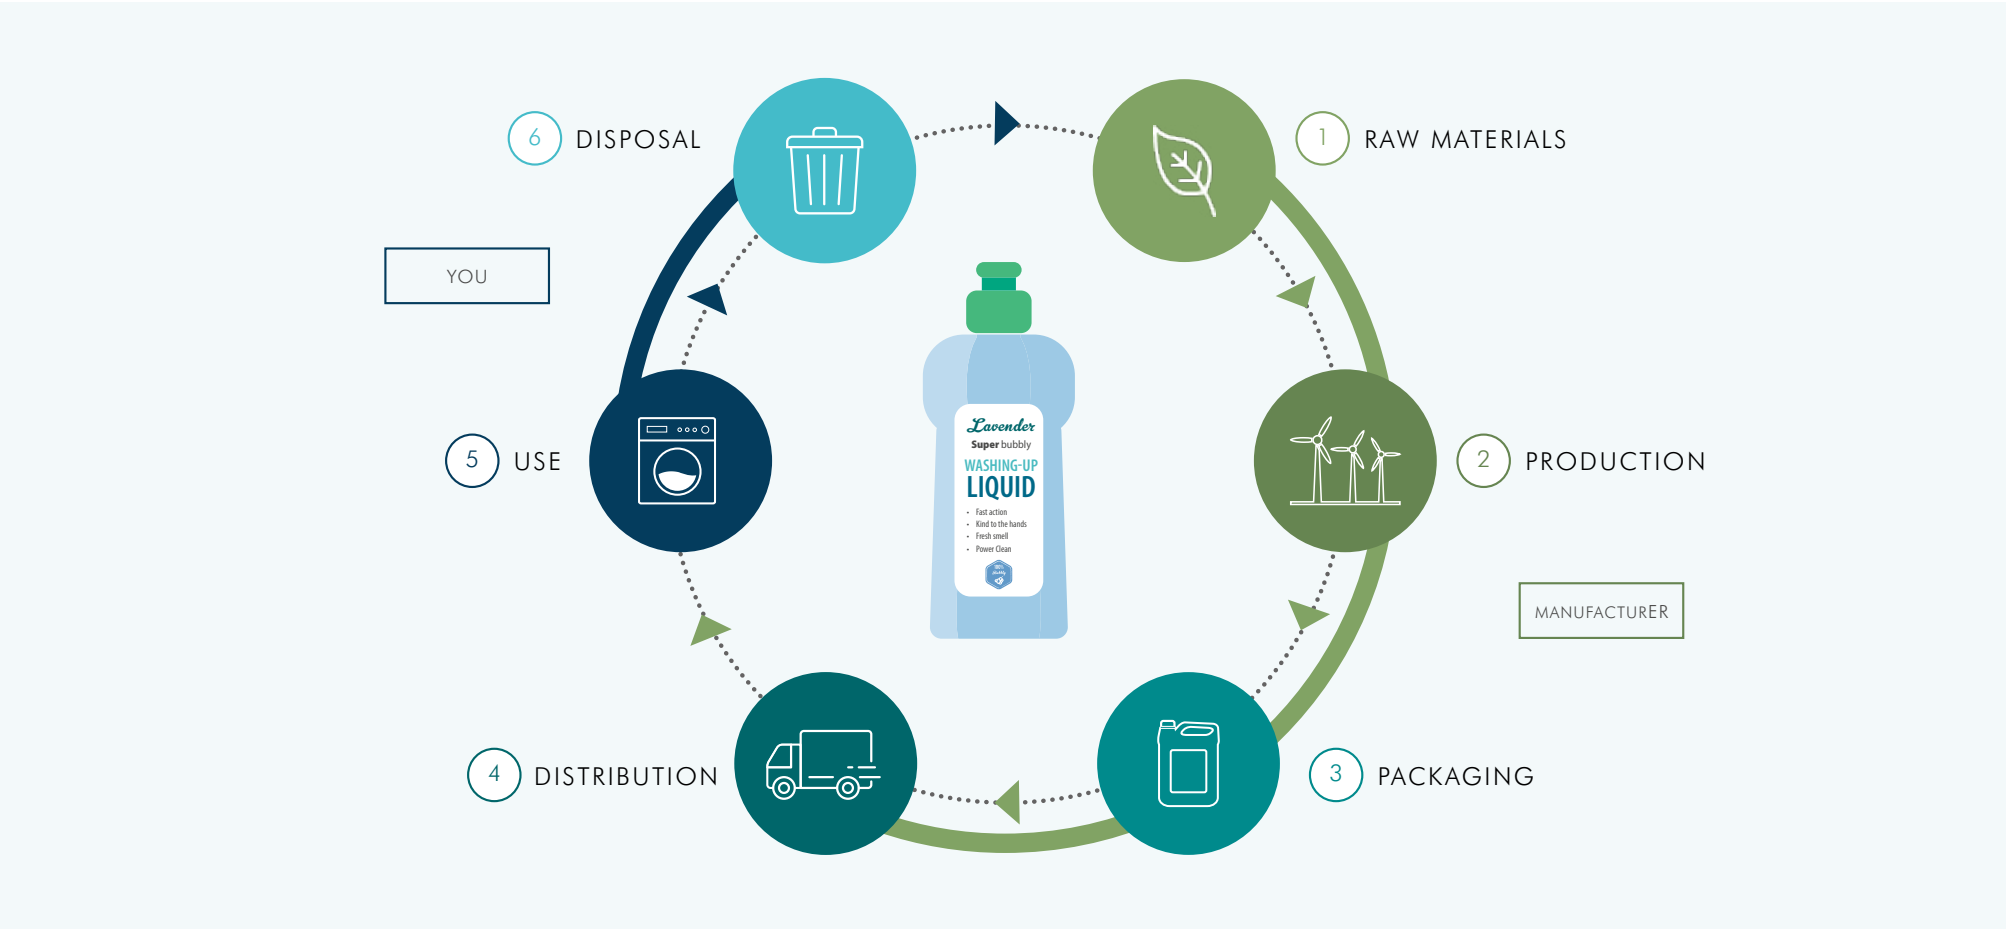 6 DISPOSAL
1 RAW MATERIALS
YOU
5 USE
2 PRODUCTION
MANUFACTURER
4 DISTRIBUTION
3 PACKAGING
Lavender
Super bubbly
WASHING-UP
LIQUID
• Fast action
• Kind to the hands
• Fresh smell
• Power Clean
100%